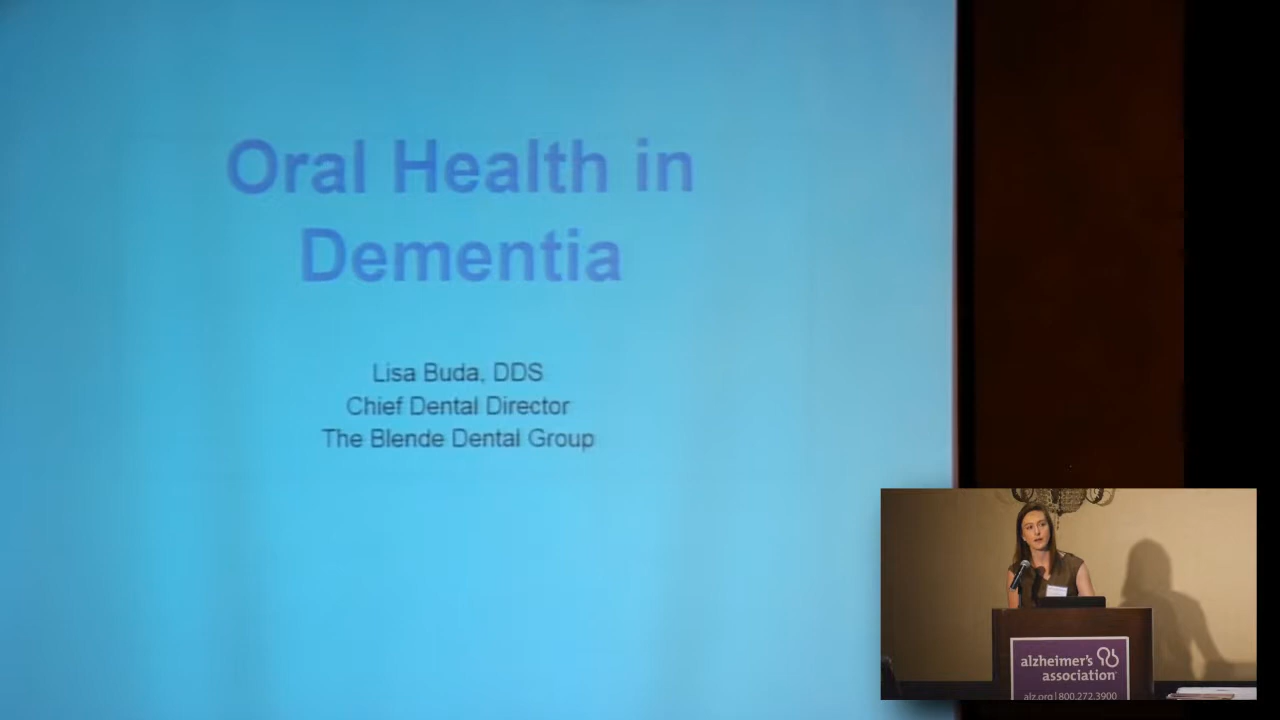 Oral Health in
Dementia
Lisa Buda, DDS
Chief Dental Director
The Blende Dental Group
alzheimer's
association
alz.org|800.272.3900